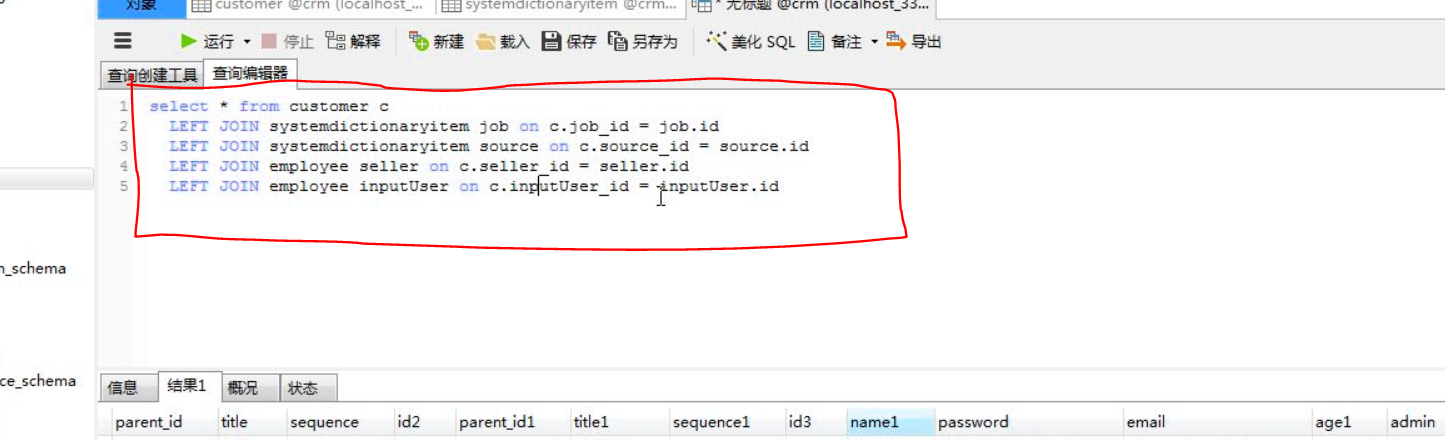 对象 customer @crm (localhost_... systemdictionaryitem @crm... * 无标题 @crm (localhost_33...
运行 停止 解释 新建 载入 保存 另存为 美化 SQL 备注 导出
查询创建工具 查询编辑器
1 select * from customer c
2 LEFT JOIN systemdictionaryitem job on c.job_id = job.id
3 LEFT JOIN systemdictionaryitem source on c.source_id = source.id
4 LEFT JOIN employee seller on c.seller_id = seller.id
5 LEFT JOIN employee inputUser on c.inputUser_id = inputUser.id
n_schema
ce_schema
信息 结果1 概况 状态
parent_id title sequence id2 parent_id1 title1 sequence1 id3 name1 password email age1 admin